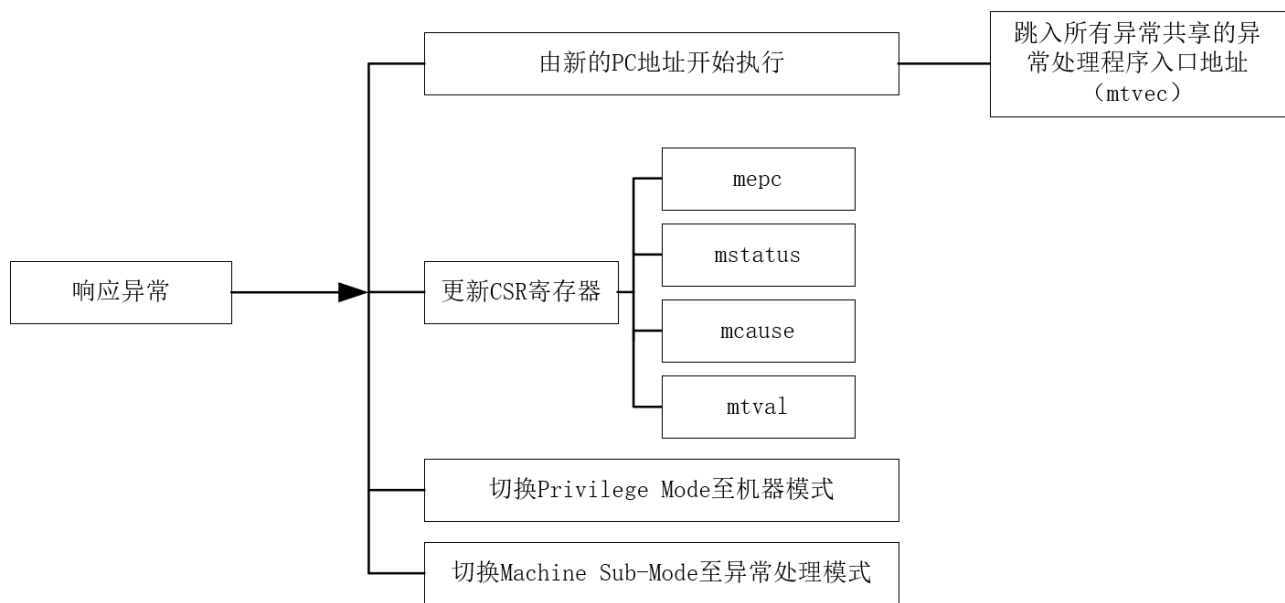 由新的PC地址开始执行
跳入所有异常共享的异
常处理程序入口地址
（mtvec）
mepc
mstatus
响应异常
更新CSR寄存器
mcause
mtval
切换Privilege Mode至机器模式
切换Machine Sub-Mode至异常处理模式